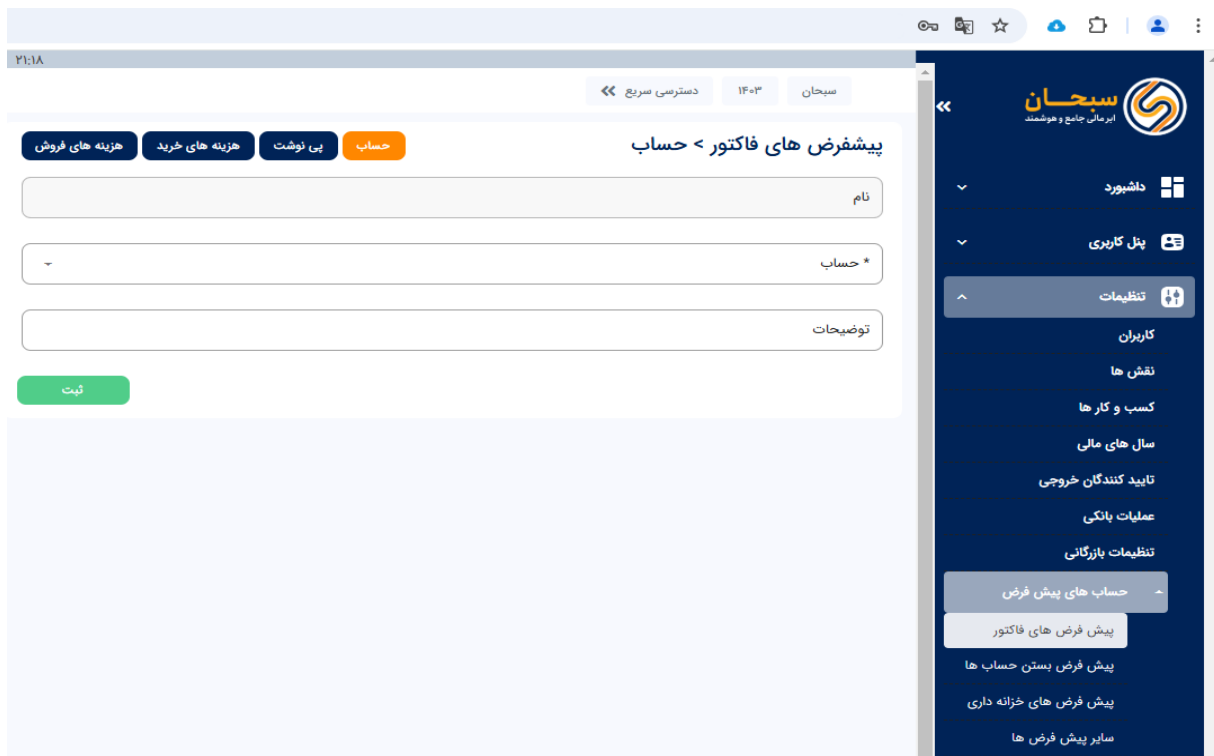 ۲۱:۱۸
سبحان
ابر مالی جامع و هوشمند
سبحان
۱۴۰۳
دسترسی سریع
پیشفرض های فاکتور > حساب
حساب
پی نوشت
هزینه های خرید
هزینه های فروش
نام
* حساب
توضیحات
ثبت
داشبورد
پنل کاربری
تنظیمات
کاربران
نقش ها
کسب و کار ها
سال های مالی
تایید کنندگان خروجی
عملیات بانکی
تنظیمات بازرگانی
حساب های پیش فرض
پیش فرض های فاکتور
پیش فرض بستن حساب ها
پیش فرض های خزانه داری
سایر پیش فرض ها